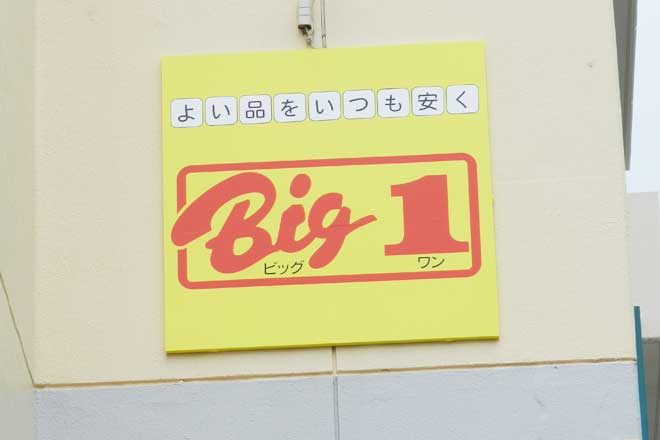 よい品をいつも安く
Big 1
ビッグ ワン